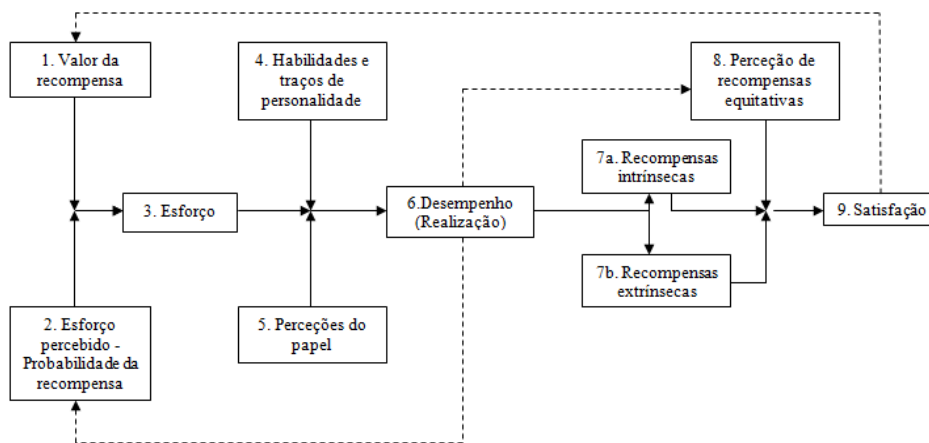 1. Valor da
recompensa
4. Habilidades e
traços de
personalidade
8. Perceção de
recompensas
equitativas
7a. Recompensas
intrínsecas
3. Esforço
6.Desempenho
(Realização)
9. Satisfação
7b. Recompensas
extrínsecas
2. Esforço
percebido -
Probabilidade da
recompensa
5. Perceções do
papel